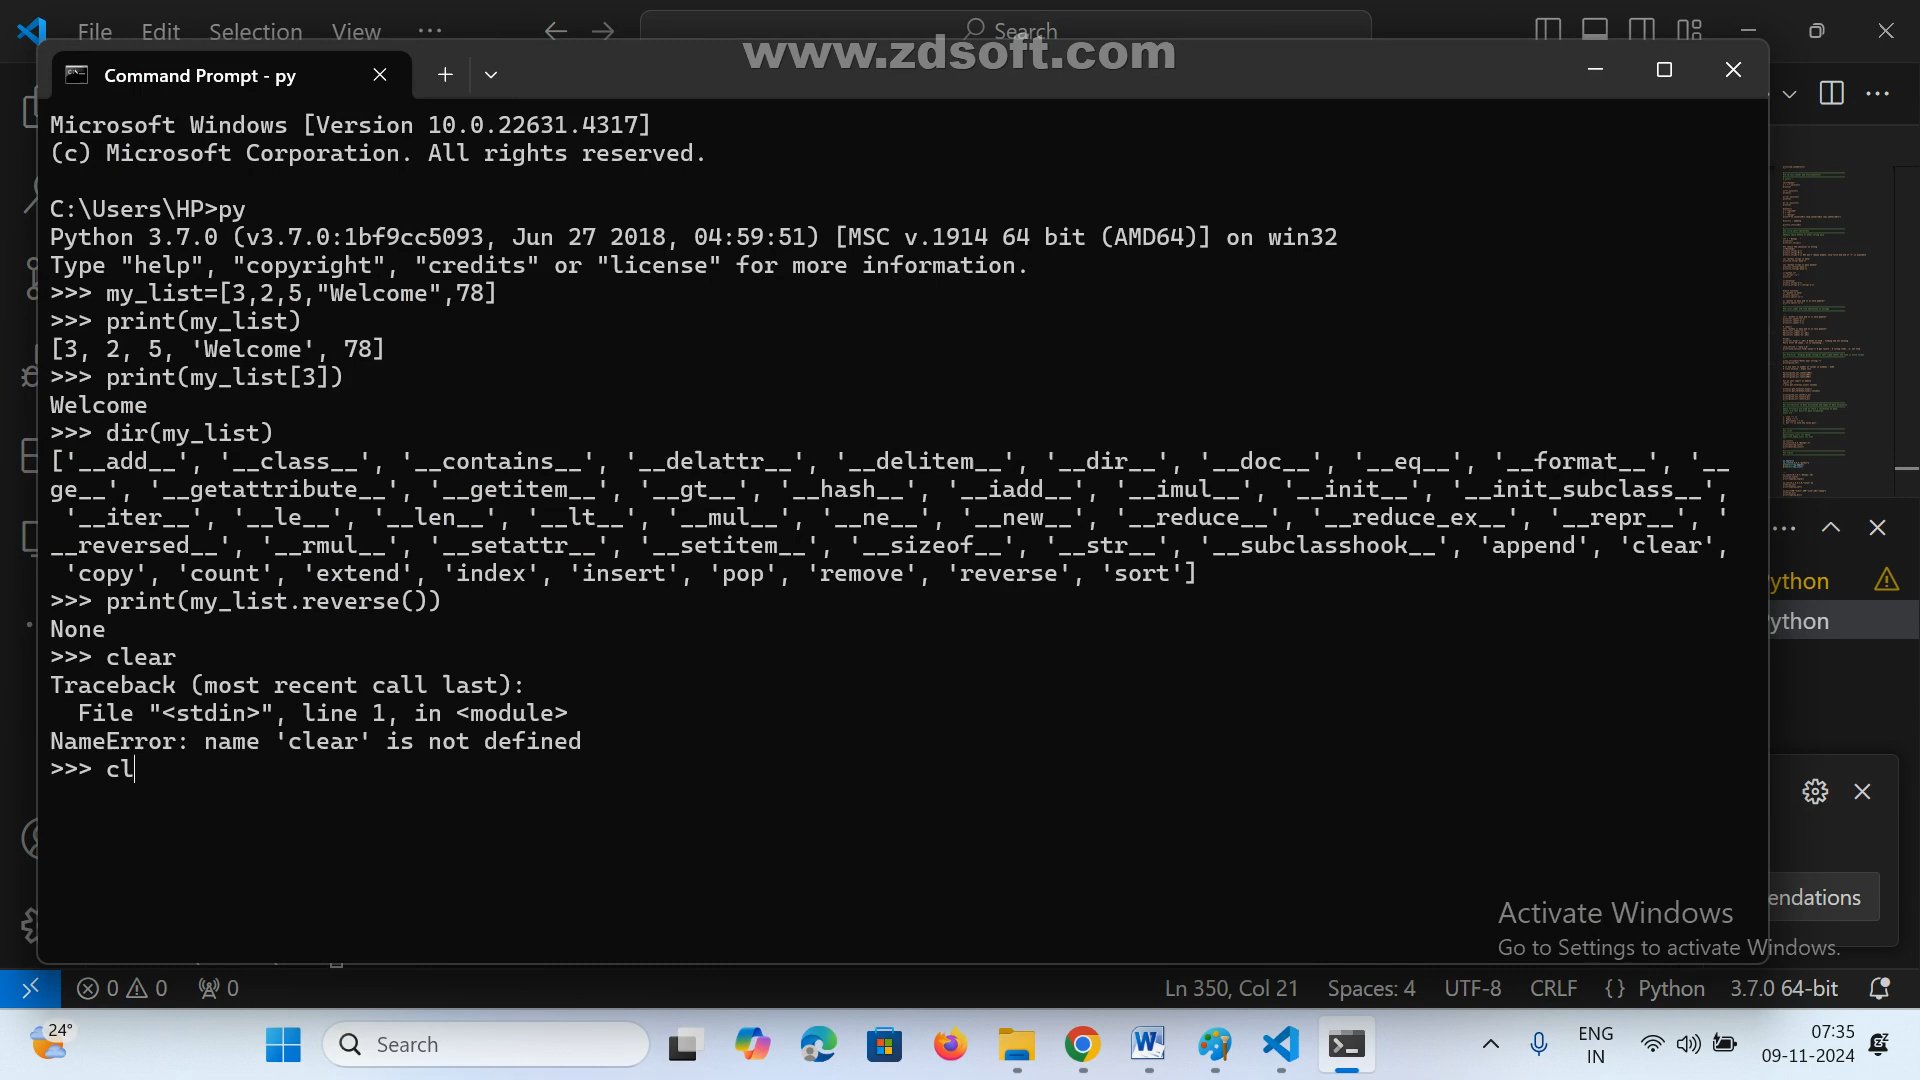 File Edit Selection View ··· Search
www.zdsoft.com
Command Prompt - py
Microsoft Windows [Version 10.0.22631.4317]
(c) Microsoft Corporation. All rights reserved.
C:\Users\HP>py
Python 3.7.0 (v3.7.0:1bf9cc5093, Jun 27 2018, 04:59:51) [MSC v.1914 64 bit (AMD64)] on win32
Type "help", "copyright", "credits" or "license" for more information.
>>> my_list=[3,2,5,"Welcome",78]
>>> print(my_list)
[3, 2, 5, 'Welcome', 78]
>>> print(my_list[3])
Welcome
>>> dir(my_list)
['__add__', '__class__', '__contains__', '__delattr__', '__delitem__', '__dir__', '__doc__', '__eq__', '__format__', '__
ge__', '__getattribute__', '__getitem__', '__gt__', '__hash__', '__iadd__', '__imul__', '__init__', '__init_subclass__',
'__iter__', '__le__', '__len__', '__lt__', '__mul__', '__ne__', '__new__', '__reduce__', '__reduce_ex__', '__repr__', '
__reversed__', '__rmul__', '__setattr__', '__setitem__', '__sizeof__', '__str__', '__subclasshook__', 'append', 'clear',
'copy', 'count', 'extend', 'index', 'insert', 'pop', 'remove', 'reverse', 'sort']
>>> print(my_list.reverse())
None
>>> clear
Traceback (most recent call last):
File "<stdin>", line 1, in <module>
NameError: name 'clear' is not defined
>>> cl
ython
ython
endations
Activate Windows
Go to Settings to activate Windows.
0 0 0 Ln 350, Col 21 Spaces: 4 UTF-8 CRLF {} Python 3.7.0 64-bit
24° Search ENG IN 07:35
09-11-2024